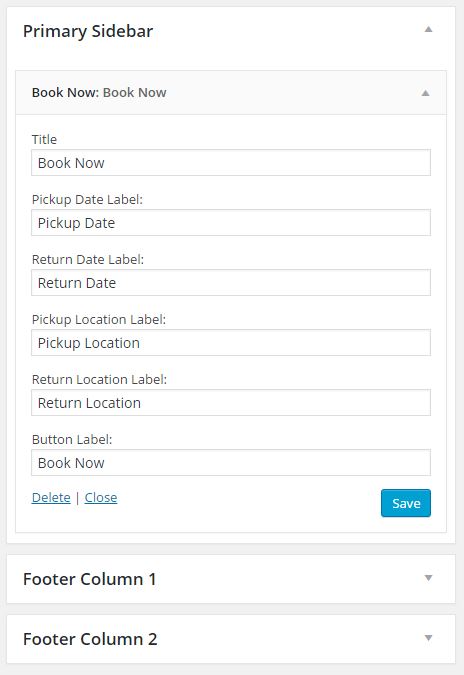 Primary Sidebar
Book Now: Book Now
Title
Book Now
Pickup Date Label:
Pickup Date
Return Date Label:
Return Date
Pickup Location Label:
Pickup Location
Return Location Label:
Return Location
Button Label:
Book Now
Delete | Close
Save
Footer Column 1
Footer Column 2